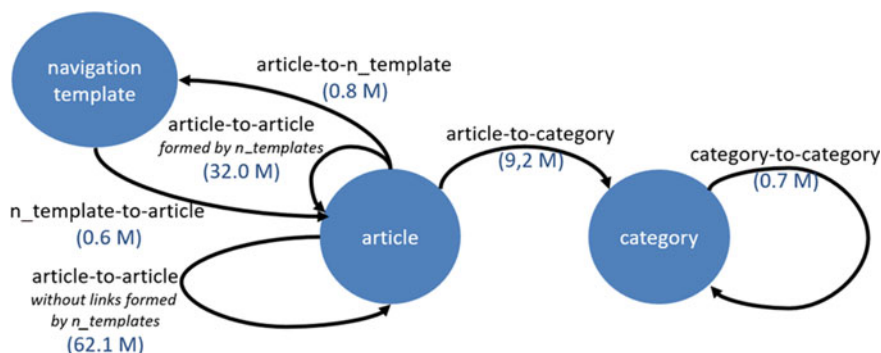 navigation
template
article-to-n_template
(0.8 M)
article-to-article
formed by n_templates
(32.0 M)
n_template-to-article
(0.6 M)
article-to-article
without links formed
by n_templates
(62.1 M)
article
article-to-category
(9,2 M)
category
category-to-category
(0.7 M)